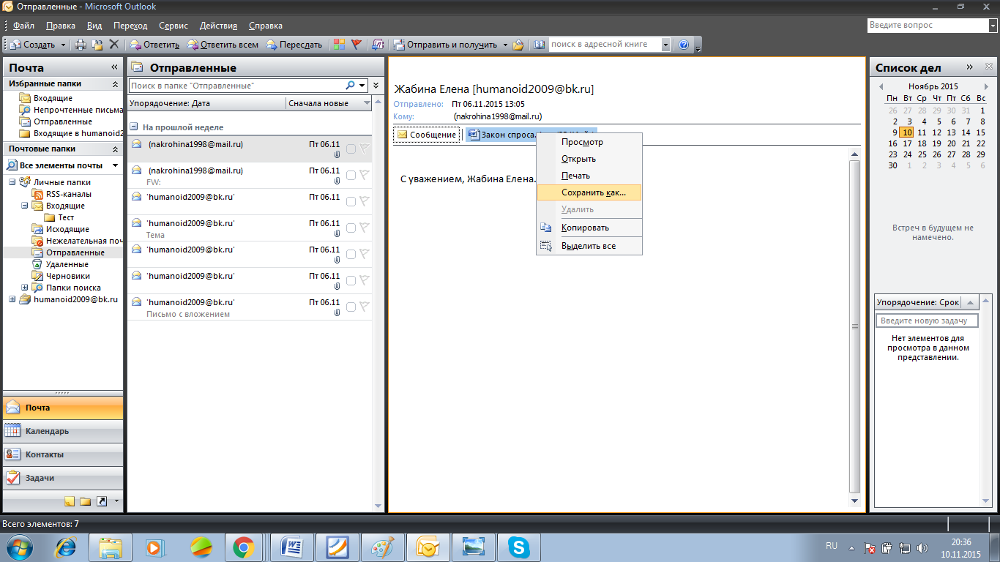 Отправленные - Microsoft Outlook
Файл Правка Вид Переход Сервис Действия Справка
Введите вопрос
Создать Ответить Ответить всем Переслать Отправить и получить поиск в адресной книге
Почта
Избранные папки
Входящие
Непрочтенные письма
Отправленные
Входящие в humanoid2
Почтовые папки
Все элементы почты
Личные папки
RSS-каналы
Входящие
Тест
Исходящие
Нежелательная поч
Отправленные
Удаленные
Черновики
Папки поиска
humanoid2009@bk.ru
Почта
Календарь
Контакты
Задачи
Отправленные
Поиск в папке "Отправленные"
Упорядочение: Дата Сначала новые
На прошлой неделе
(nakrohina1998@mail.ru) Пт 06.11
(nakrohina1998@mail.ru) Пт 06.11
FW:
'humanoid2009@bk.ru' Пт 06.11
'humanoid2009@bk.ru' Пт 06.11
Тема
'humanoid2009@bk.ru' Пт 06.11
'humanoid2009@bk.ru' Пт 06.11
'humanoid2009@bk.ru' Пт 06.11
Письмо с вложением
Жабина Елена [humanoid2009@bk.ru]
Отправлено: Пт 06.11.2015 13:05
Кому: (nakrohina1998@mail.ru)
Сообщение Закон спроса
С уважением, Жабина Елена.
Просмотр
Открыть
Печать
Сохранить как...
Удалить
Копировать
Выделить все
Список дел
Ноябрь 2015
Пн Вт Ср Чт Пт Сб Вс
26 27 28 29 30 31 1
2 3 4 5 6 7 8
9 10 11 12 13 14 15
16 17 18 19 20 21 22
23 24 25 26 27 28 29
30 1 2 3 4 5 6
Встреч в будущем не
намечено.
Упорядочение: Срок
Введите новую задачу
Нет элементов для
просмотра в данном
представлении.
Всего элементов: 7
RU
20:36
10.11.2015